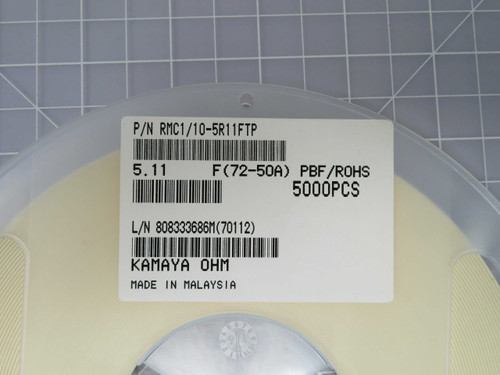 P/N RMC1/10-5R11FTP
5.11 F(72-50A) PBF/ROHS
5000PCS
L/N 808333686M(70112)
KAMAYA OHM
MADE IN MALAYSIA